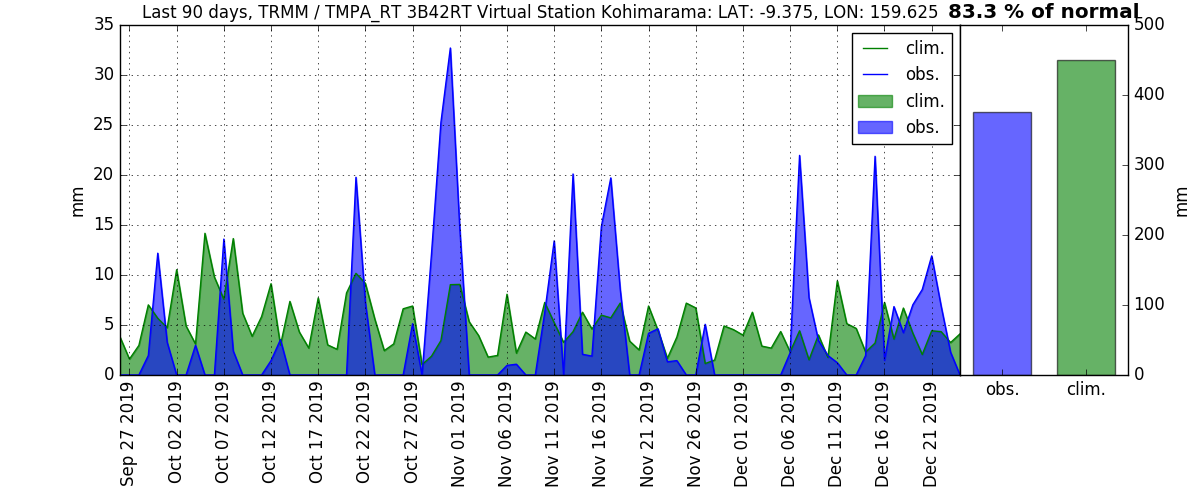 Last 90 days, TRMM / TMPA_RT 3B42RT Virtual Station Kohimarama: LAT: -9.375, LON: 159.625 83.3 % of normal
35
30
25
20
15
10
5
0
mm
clim.
obs.
clim.
obs.
500
400
300
200
100
0
mm
obs. clim.
Sep 27 2019
Oct 02 2019
Oct 07 2019
Oct 12 2019
Oct 17 2019
Oct 22 2019
Oct 27 2019
Nov 01 2019
Nov 06 2019
Nov 11 2019
Nov 16 2019
Nov 21 2019
Nov 26 2019
Dec 01 2019
Dec 06 2019
Dec 11 2019
Dec 16 2019
Dec 21 2019